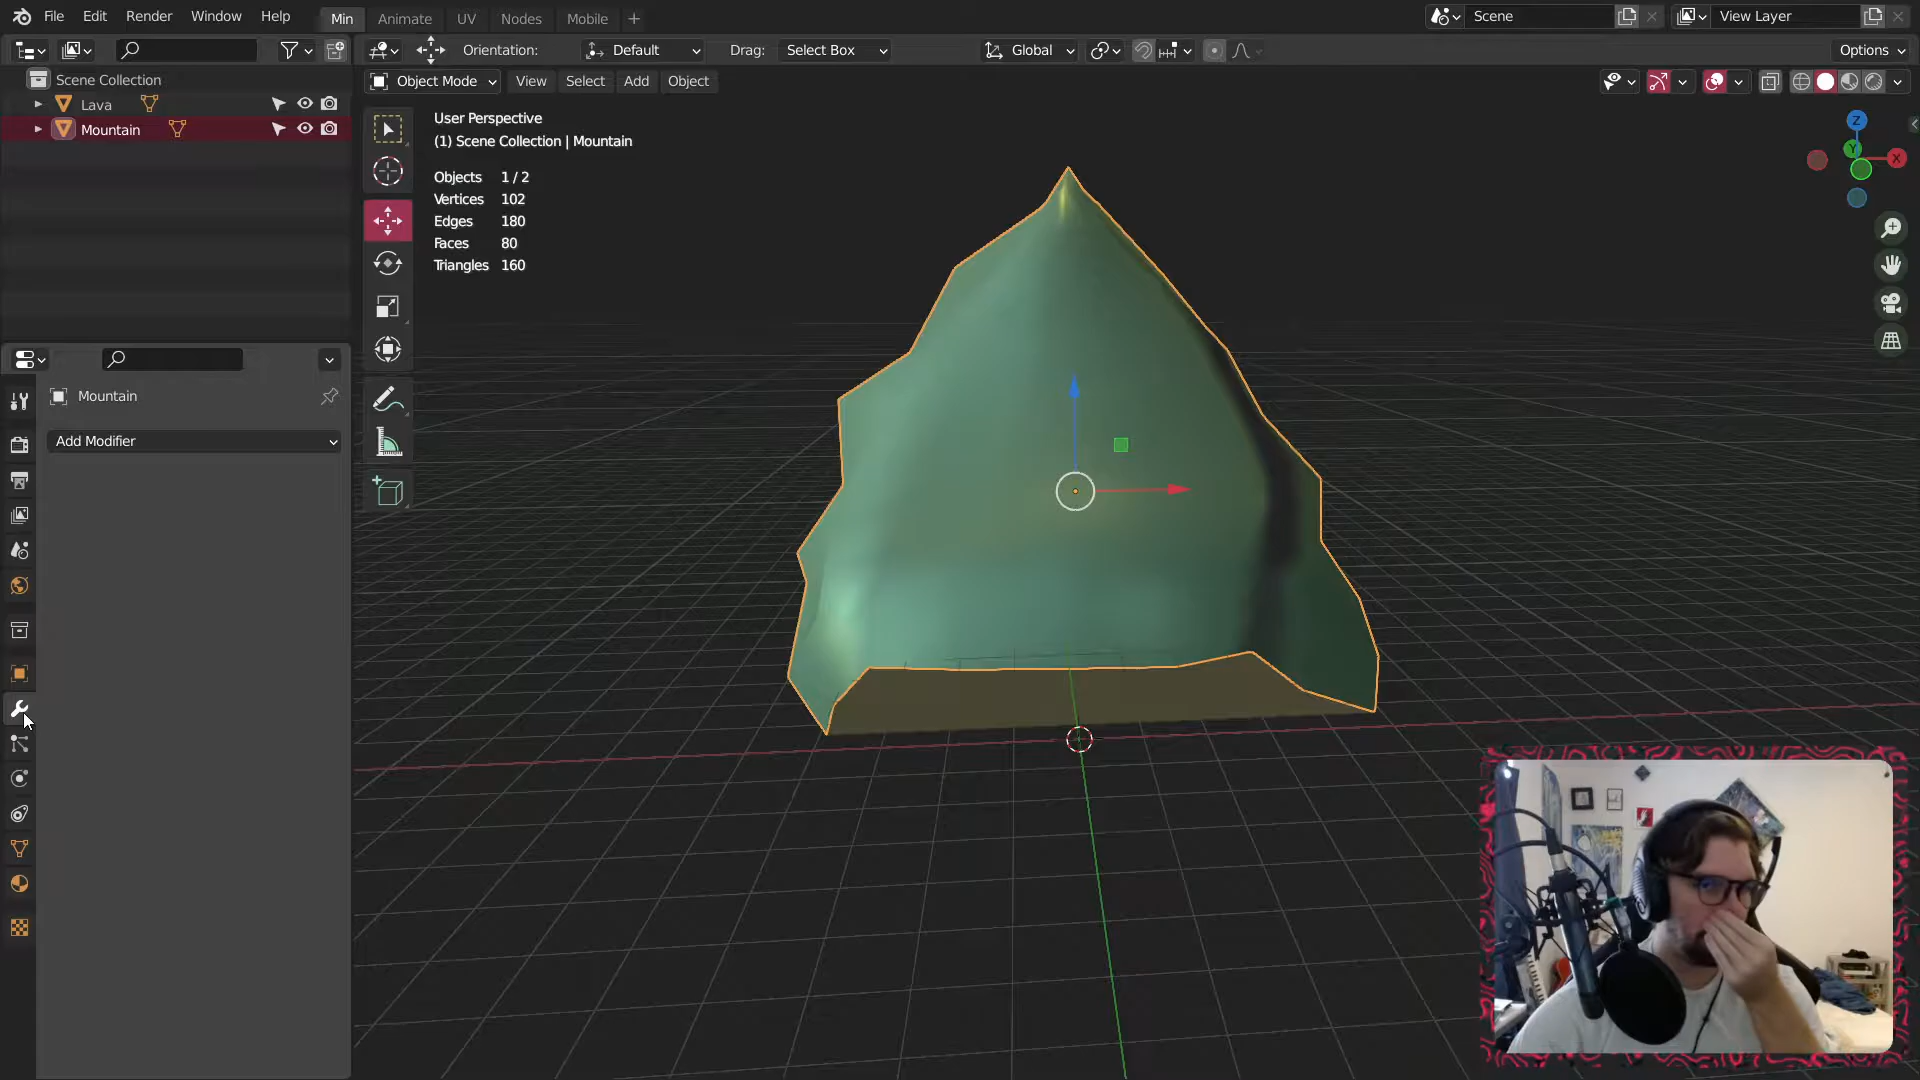 File Edit Render Window Help Min Animate UV Nodes Mobile + Scene View Layer
Orientation: Default Drag: Select Box Global Options
Scene Collection
Object Mode View Select Add Object
Lava
Mountain
User Perspective
(1) Scene Collection | Mountain
Objects 1 / 2
Vertices 102
Edges 180
Faces 80
Triangles 160
Z
Y
X
Mountain
Add Modifier